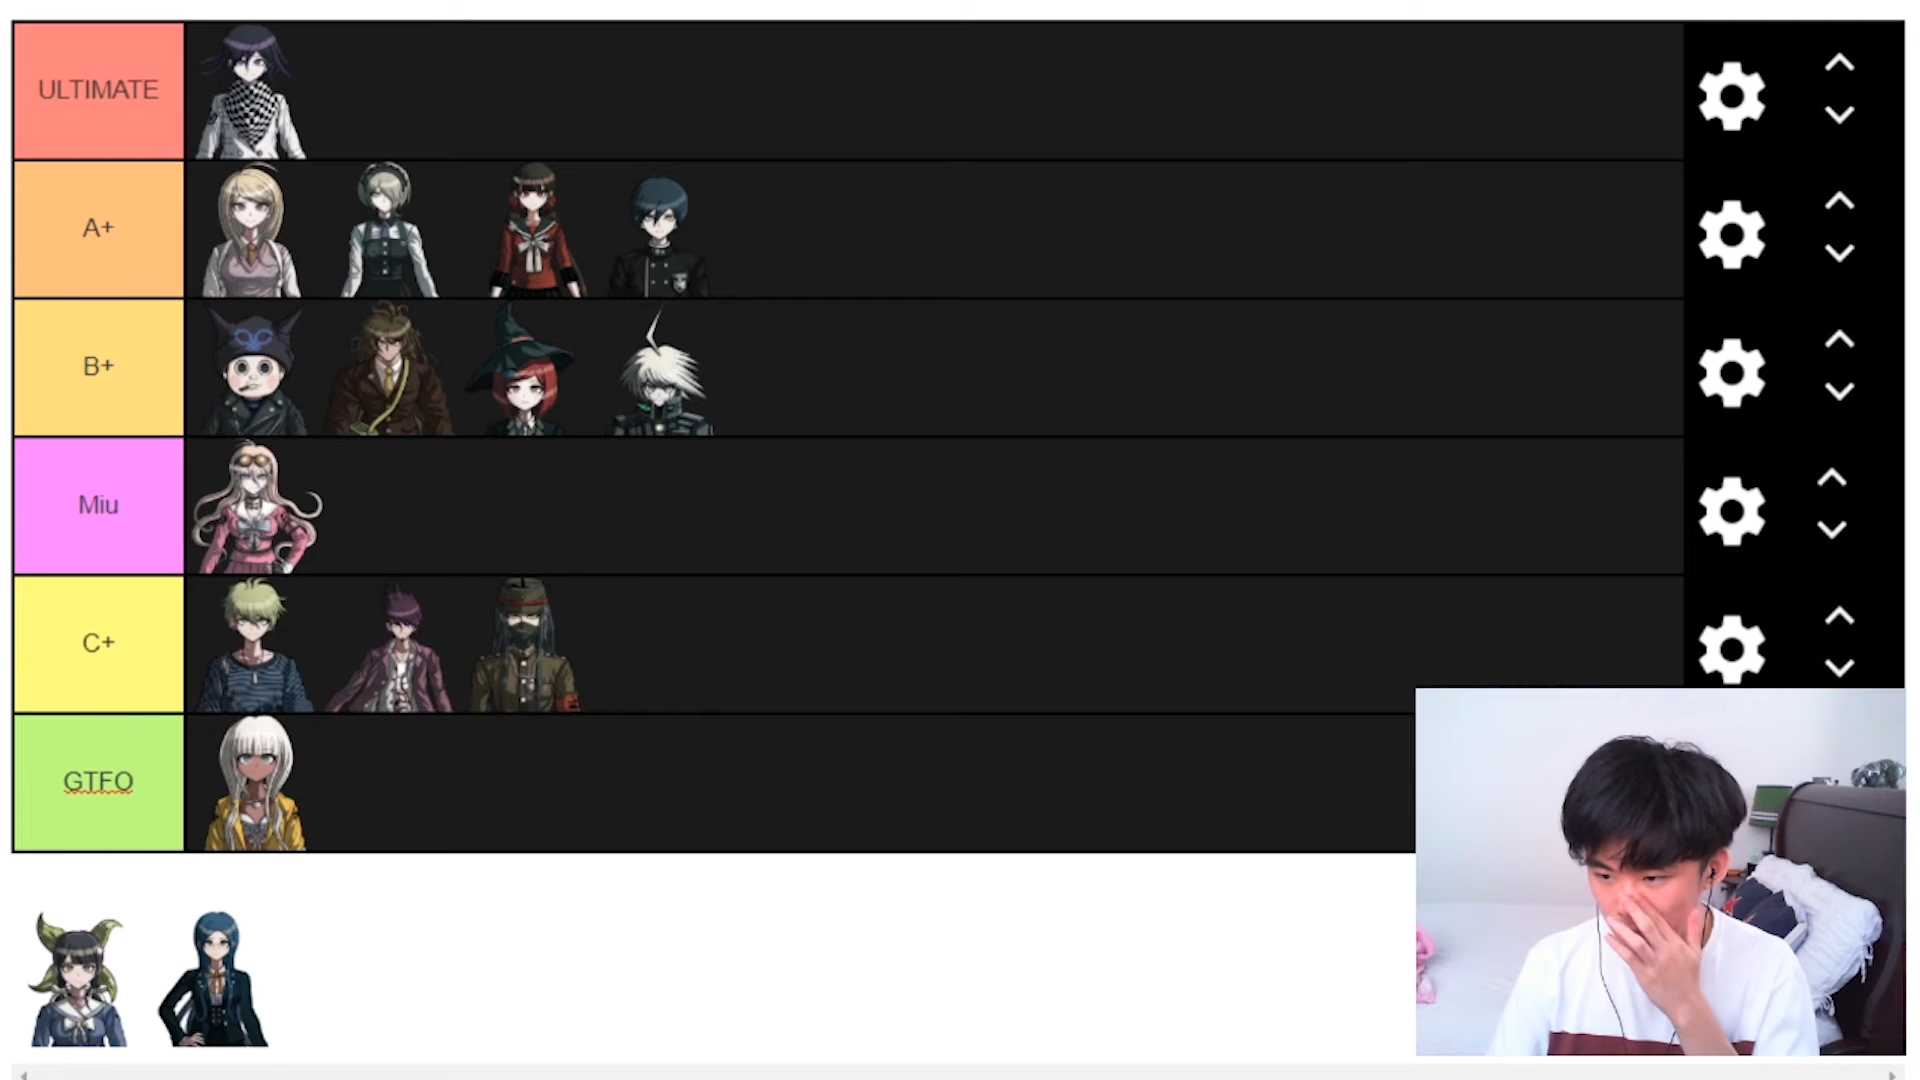 ULTIMATE
A+
B+
Miu
C+
GTFO